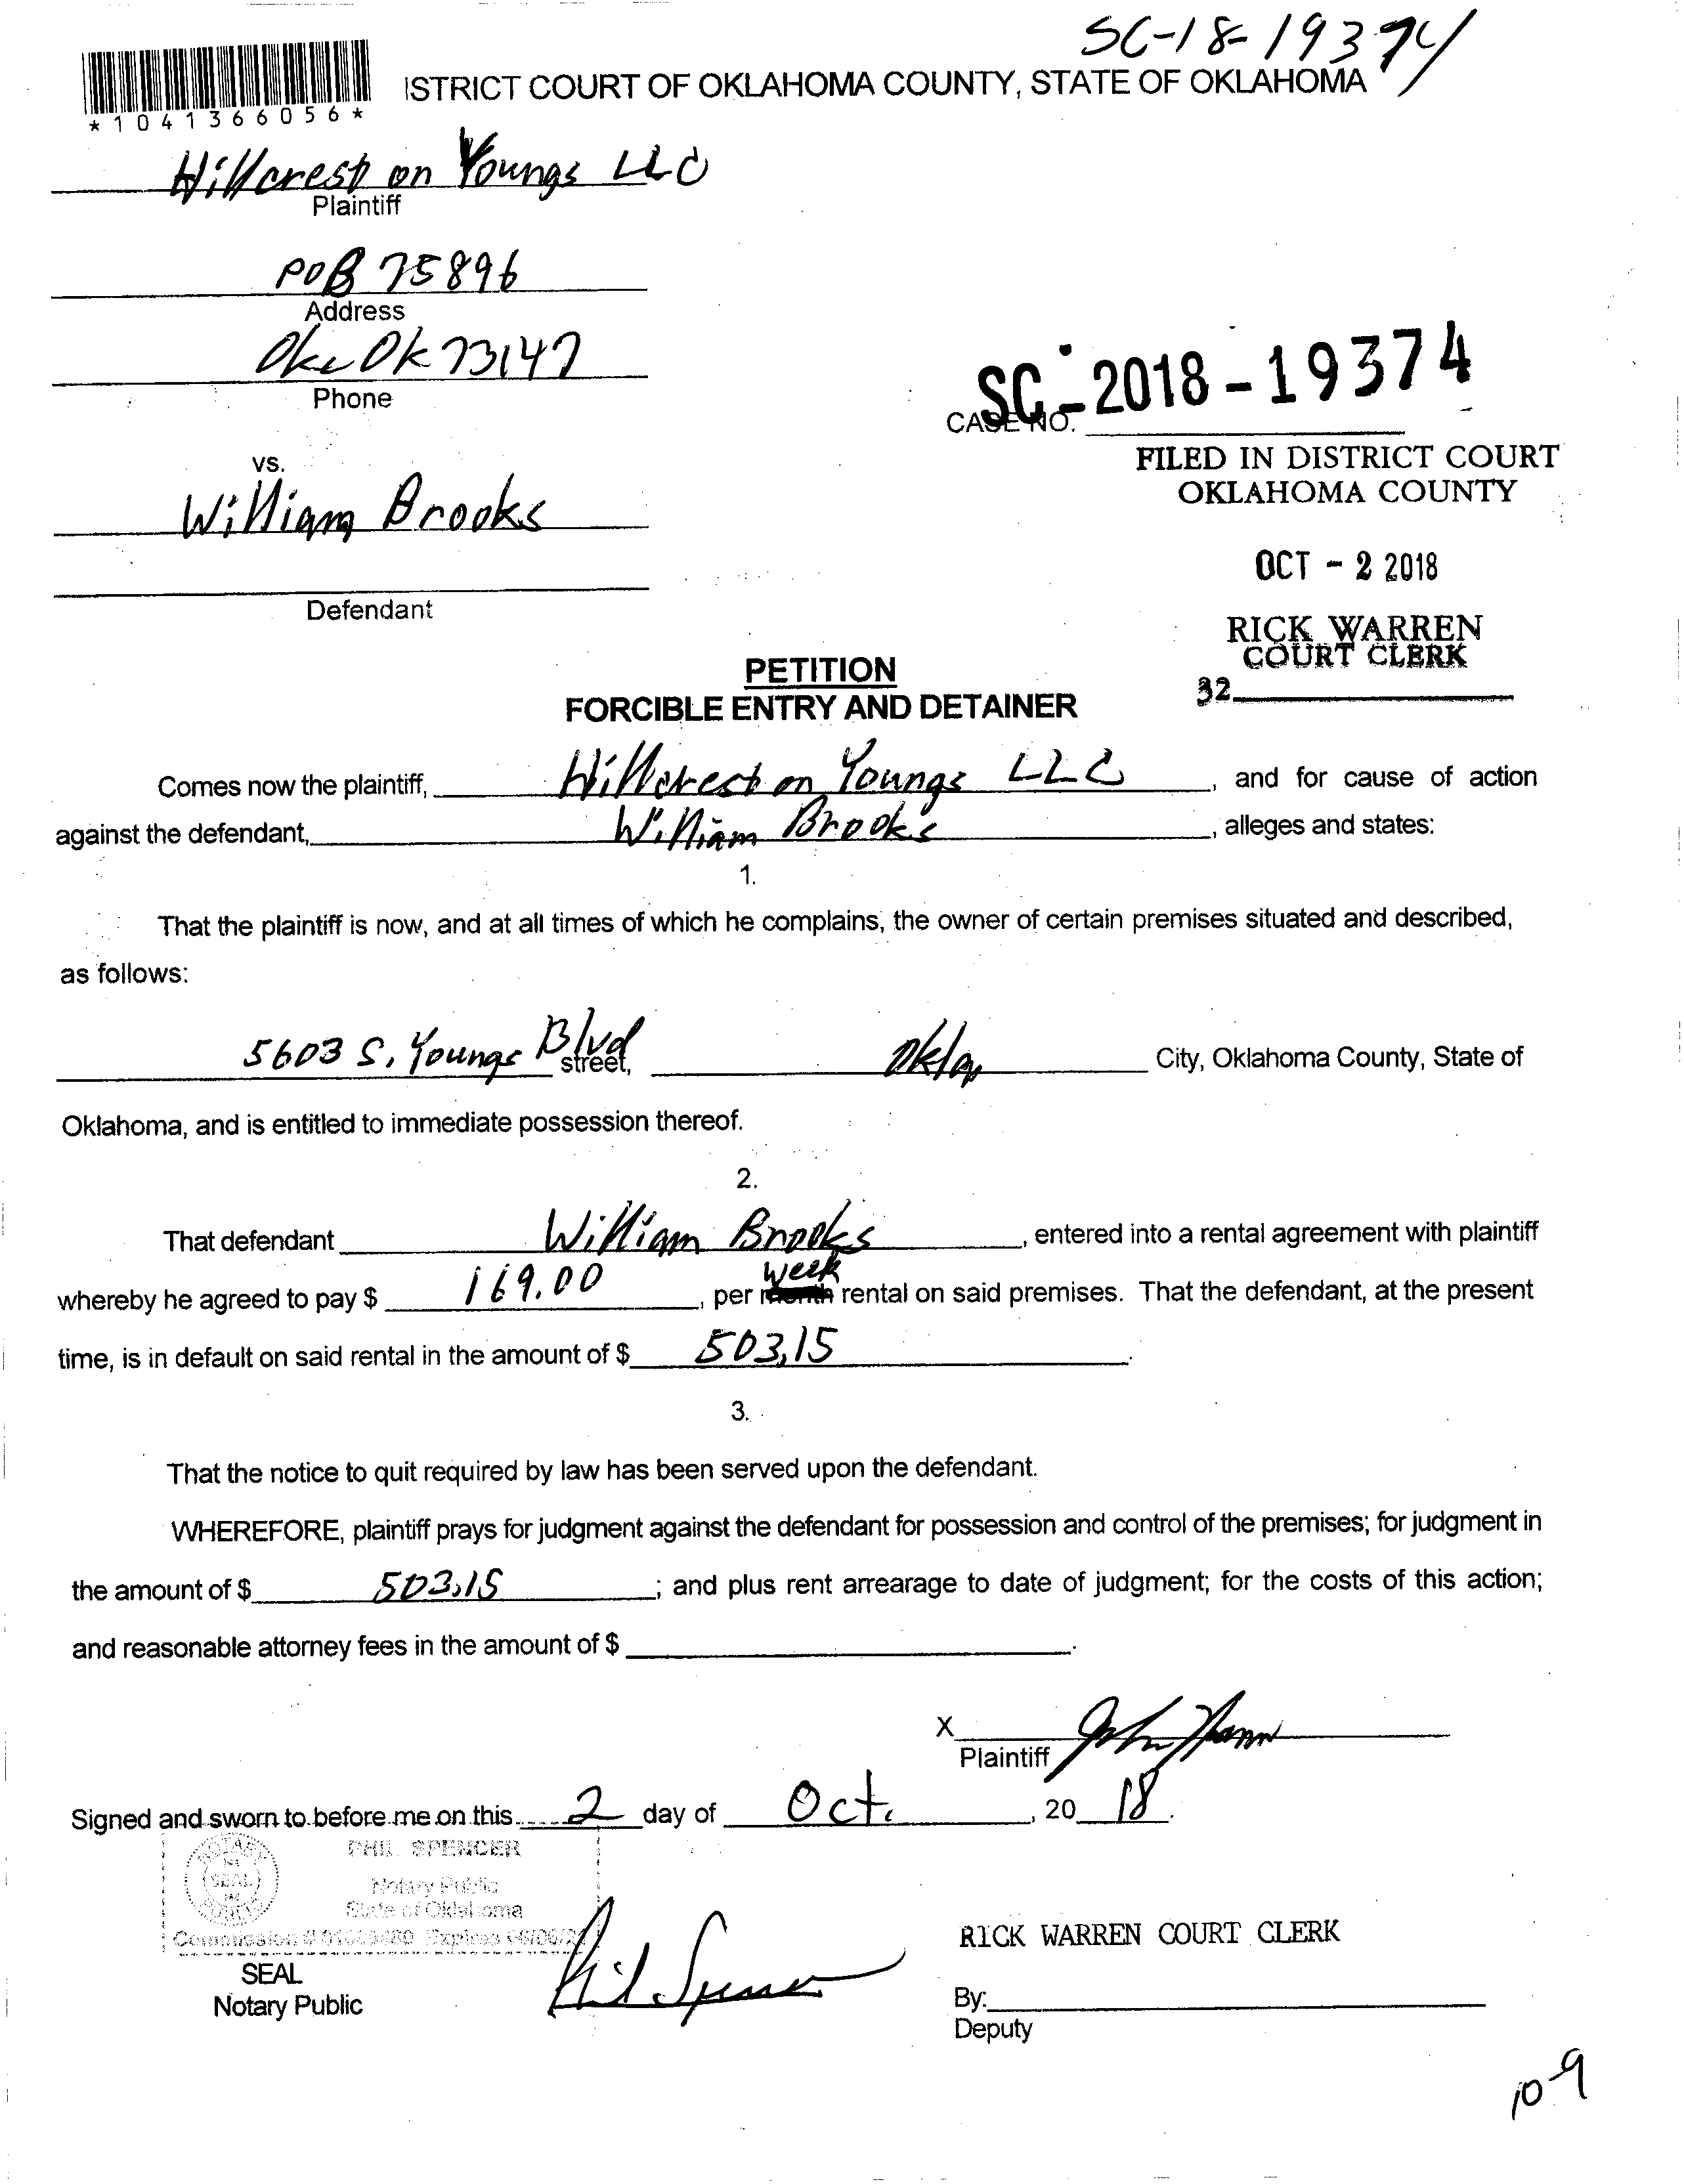 SC-18-19374
ISTRICT COURT OF OKLAHOMA COUNTY, STATE OF OKLAHOMA
*1041366056*
Hillcrest on Youngs LLC
Plaintiff
POB 75896
Address
Okc Ok 73147
Phone
SC-2018-19374
CASE NO.
FILED IN DISTRICT COURT
OKLAHOMA COUNTY
vs.
William Brooks
OCT - 2 2018
Defendant
RICK WARREN
COURT CLERK
32
PETITION
FORCIBLE ENTRY AND DETAINER
Comes now the plaintiff, Hillcrest on Youngs LLC, and for cause of action
against the defendant, William Brooks, alleges and states:
1.
That the plaintiff is now, and at all times of which he complains, the owner of certain premises situated and described,
as follows:
5603 S. Youngs Blvd street, Okla City, Oklahoma County, State of
Oklahoma, and is entitled to immediate possession thereof.
2.
That defendant William Brooks, entered into a rental agreement with plaintiff
whereby he agreed to pay $ 169.00, per month week rental on said premises. That the defendant, at the present
time, is in default on said rental in the amount of $ 503.15.
3.
That the notice to quit required by law has been served upon the defendant.
WHEREFORE, plaintiff prays for judgment against the defendant for possession and control of the premises; for judgment in
the amount of $ 503.15; and plus rent arrearage to date of judgment; for the costs of this action;
and reasonable attorney fees in the amount of $ .
X
Plaintiff
Signed and sworn to before me on this 2 day of Oct., 20 18.
PHIL SPENCER
NOTARY
SEAL
Notary Public
State of Oklahoma
Commission # Expires
Phil Spencer
RICK WARREN COURT CLERK
SEAL
Notary Public
By:
Deputy
10-9